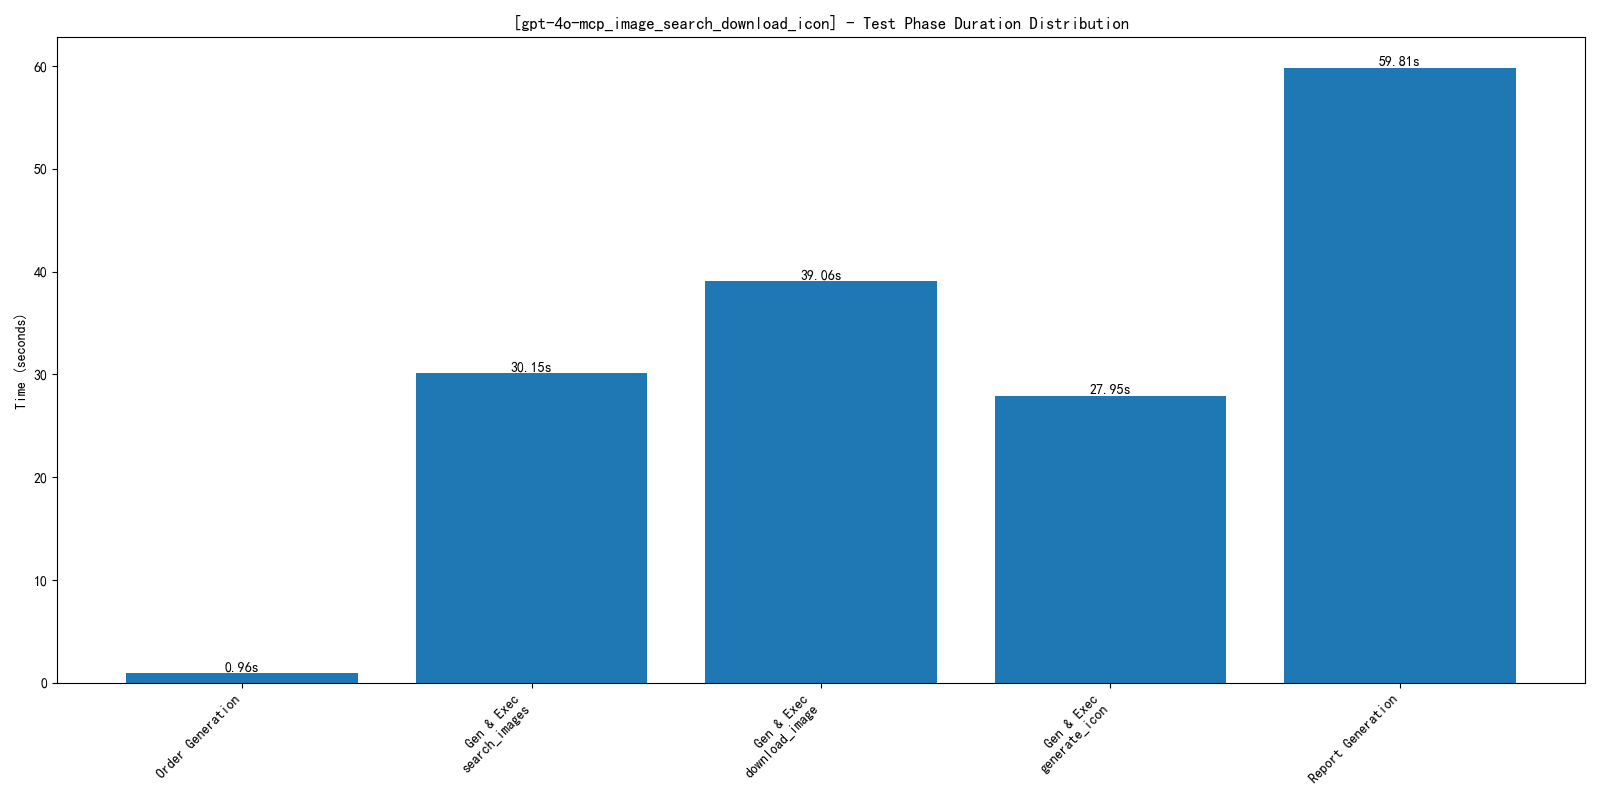 [gpt-4o-mcp_image_search_download_icon] - Test Phase Duration Distribution
Time (seconds)
60
50
40
30
20
10
0
0.96s
30.15s
39.06s
27.95s
59.81s
Order Generation
Gen & Exec
search_images
Gen & Exec
download_image
Gen & Exec
generate_icon
Report Generation